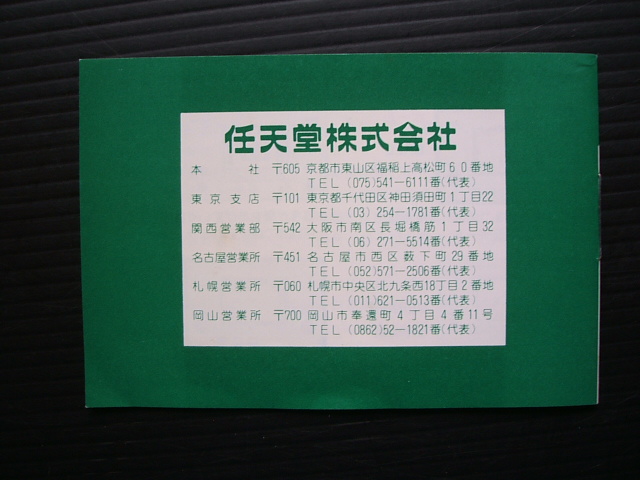 任天堂株式会社
本社 〒605 京都市東山区福稲上高松町60番地
TEL (075)541-6111番(代表)
東京支店 〒101 東京都千代田区神田須田町1丁目22
TEL (03) 254-1781番(代表)
関西営業部 〒542 大阪市南区長堀橋筋1丁目32
TEL (06) 271-5514番(代表)
名古屋営業所 〒451 名古屋市西区薮下町29番地
TEL (052)571-2506番(代表)
札幌営業所 〒060 札幌市中央区北九条西18丁目2番地
TEL (011)621-0513番(代表)
岡山営業所 〒700 岡山市奉還町4丁目4番11号
TEL (0862)52-1821番(代表)